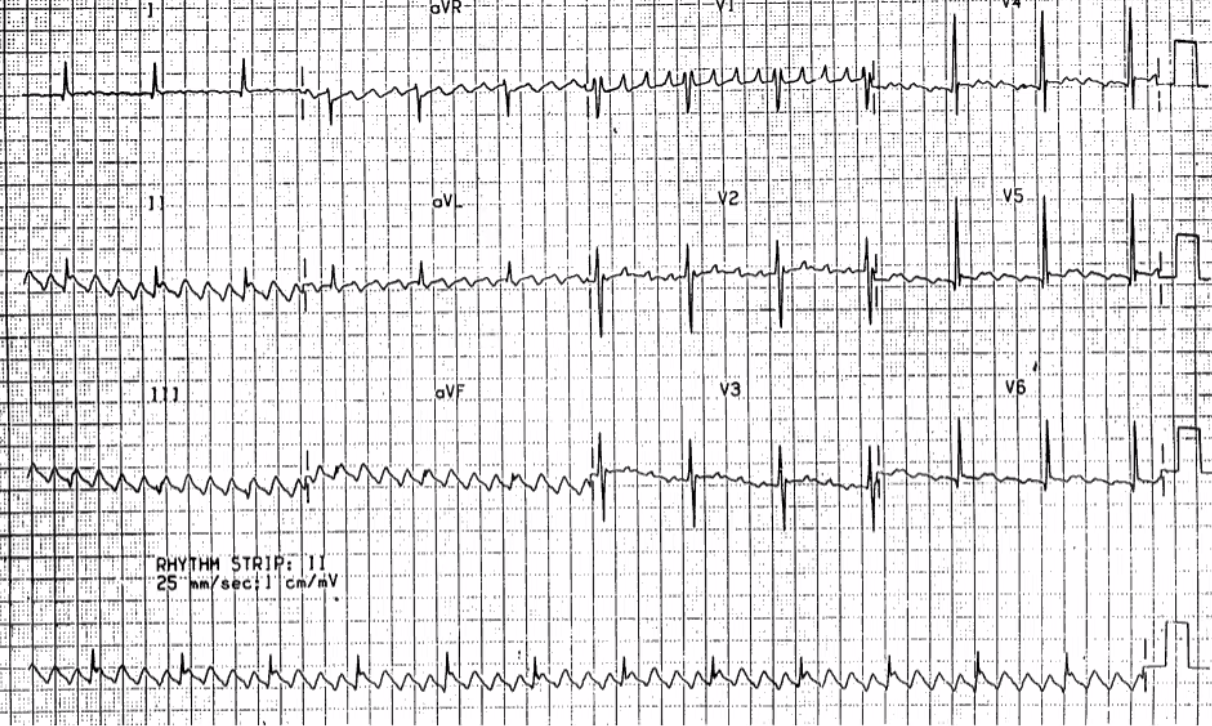 I aVR V1 V4
II aVL V2 V5
III aVF V3 V6
RHYTHM STRIP: II
25 mm/sec;1 cm/mV